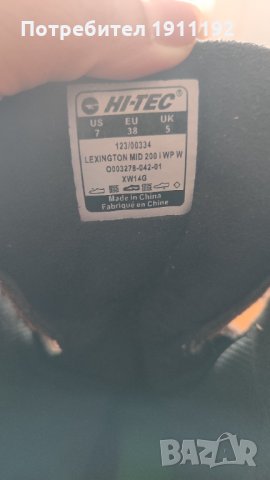 Потребител 1911192
HI-TEC
US EU UK
7 38 5
123/00334
LEXINGTON MID 200 I WP W
O003278-042-01
XW14G
Made in China
Fabriqué en Chine
BAZAR